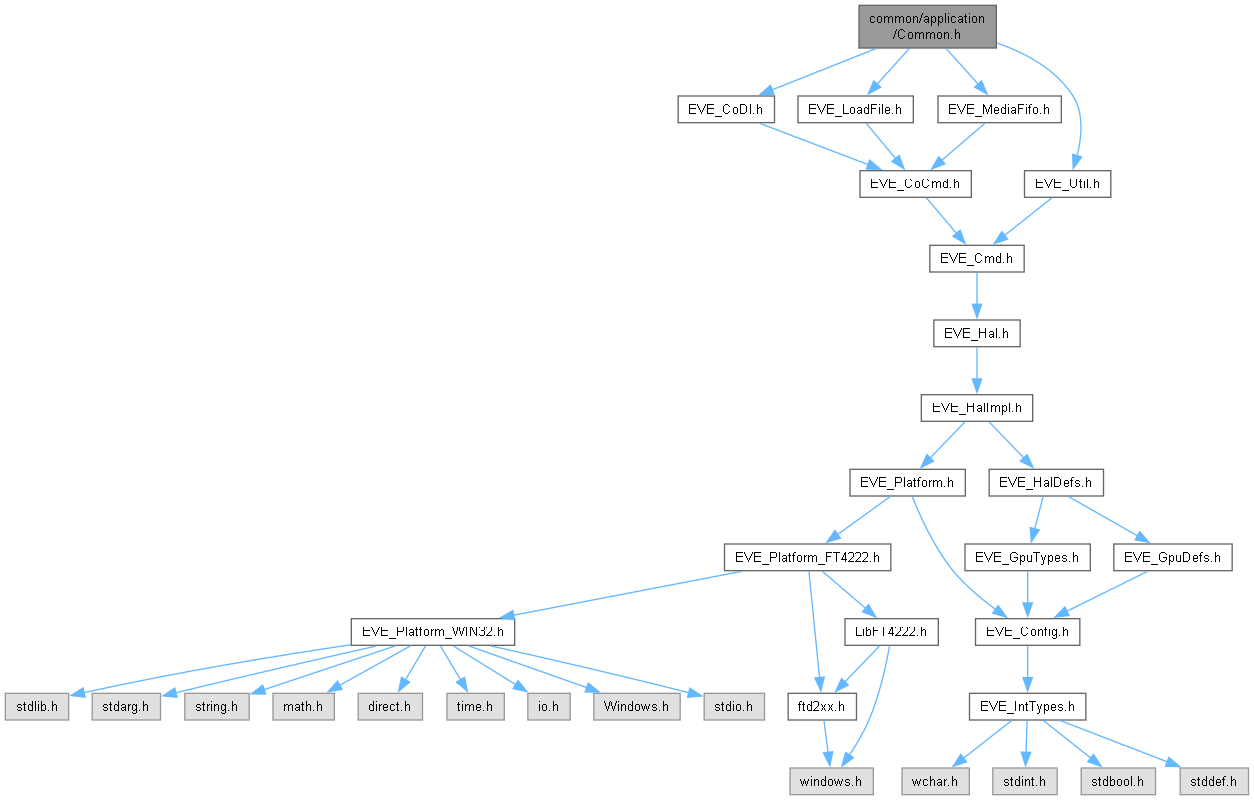 common/application
/Common.h
EVE_CoDl.h
EVE_LoadFile.h
EVE_MediaFifo.h
EVE_CoCmd.h
EVE_Util.h
EVE_Cmd.h
EVE_Hal.h
EVE_HalImpl.h
EVE_Platform.h
EVE_HalDefs.h
EVE_Platform_FT4222.h
EVE_GpuTypes.h
EVE_GpuDefs.h
EVE_Platform_WIN32.h
LibFT4222.h
EVE_Config.h
stdlib.h
stdarg.h
string.h
math.h
direct.h
time.h
io.h
Windows.h
stdio.h
ftd2xx.h
EVE_IntTypes.h
windows.h
wchar.h
stdint.h
stdbool.h
stddef.h